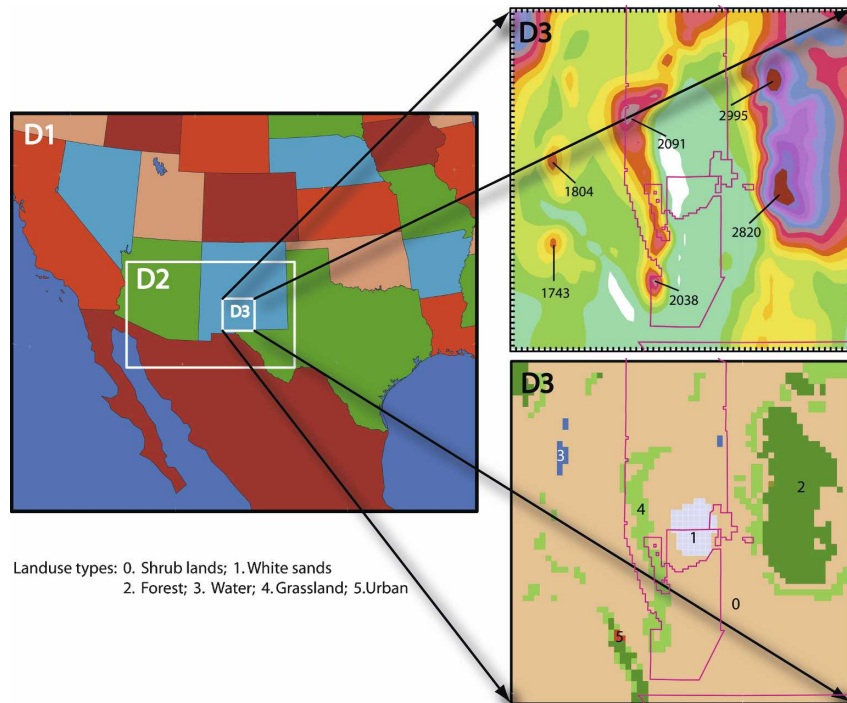 D1
D2
D3
D3
2995
2091
1804
2820
1743
2038
D3
3
2
4
1
0
5
Landuse types: 0. Shrub lands; 1. White sands
2. Forest; 3. Water; 4. Grassland; 5.Urban